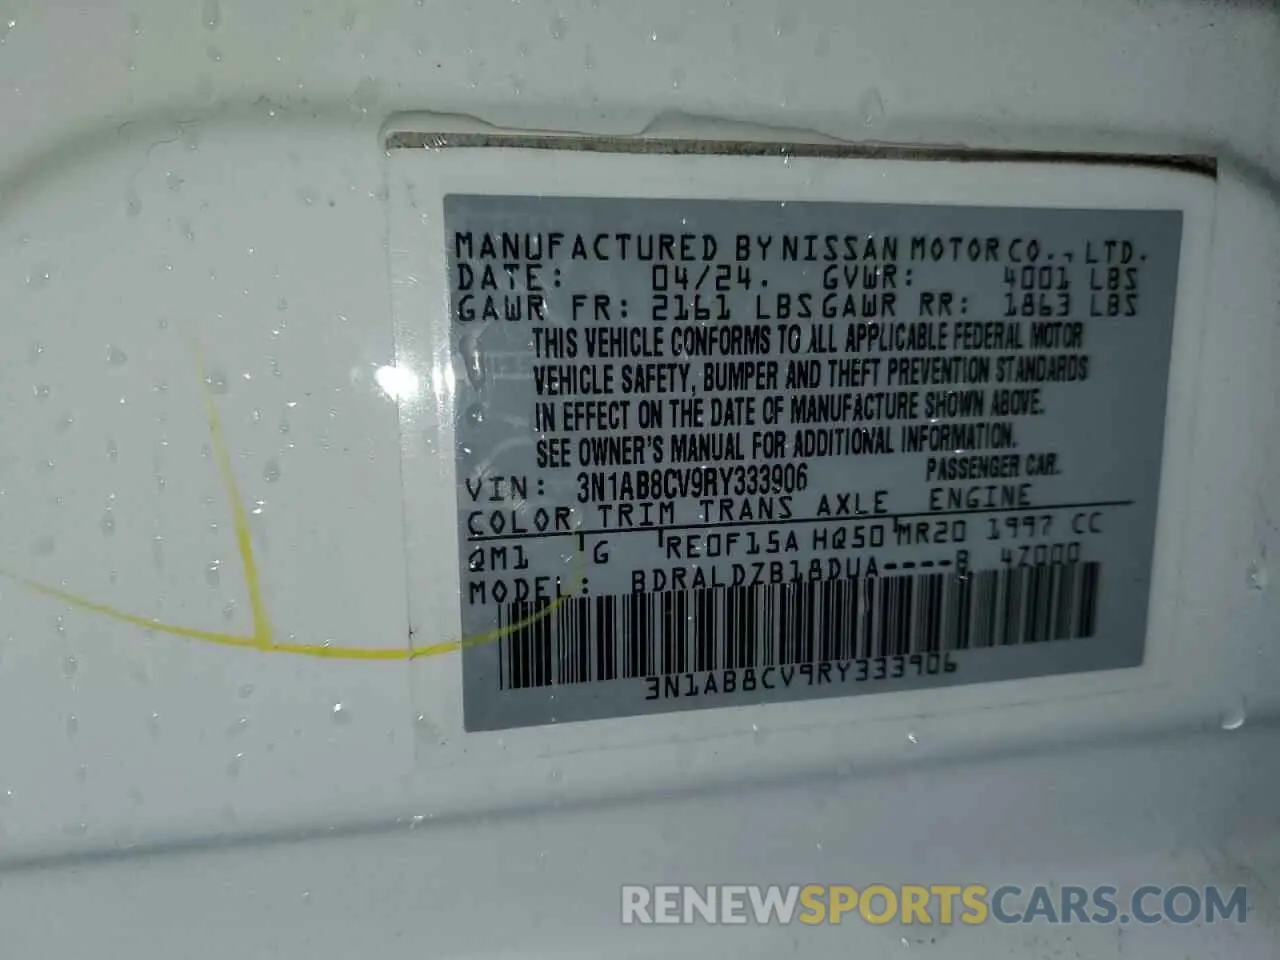 MANUFACTURED BY NISSAN MOTOR CO., LTD.
DATE: 04/24. GVWR: 4001 LBS
GAWR FR: 2161 LBS GAWR RR: 1863 LBS
THIS VEHICLE CONFORMS TO ALL APPLICABLE FEDERAL MOTOR
VEHICLE SAFETY, BUMPER AND THEFT PREVENTION STANDARDS
IN EFFECT ON THE DATE OF MANUFACTURE SHOWN ABOVE.
SEE OWNER'S MANUAL FOR ADDITIONAL INFORMATION.
VIN: 3N1AB8CV9RY333906 PASSENGER CAR.
COLOR TRIM TRANS AXLE ENGINE
QM1 G RE0F15A HQ50 MR20 1997 CC
MODEL: BDRALDZB18DUA----B 4Z000
3N1AB8CV9RY333906
RENEWSPORTSCARS.COM